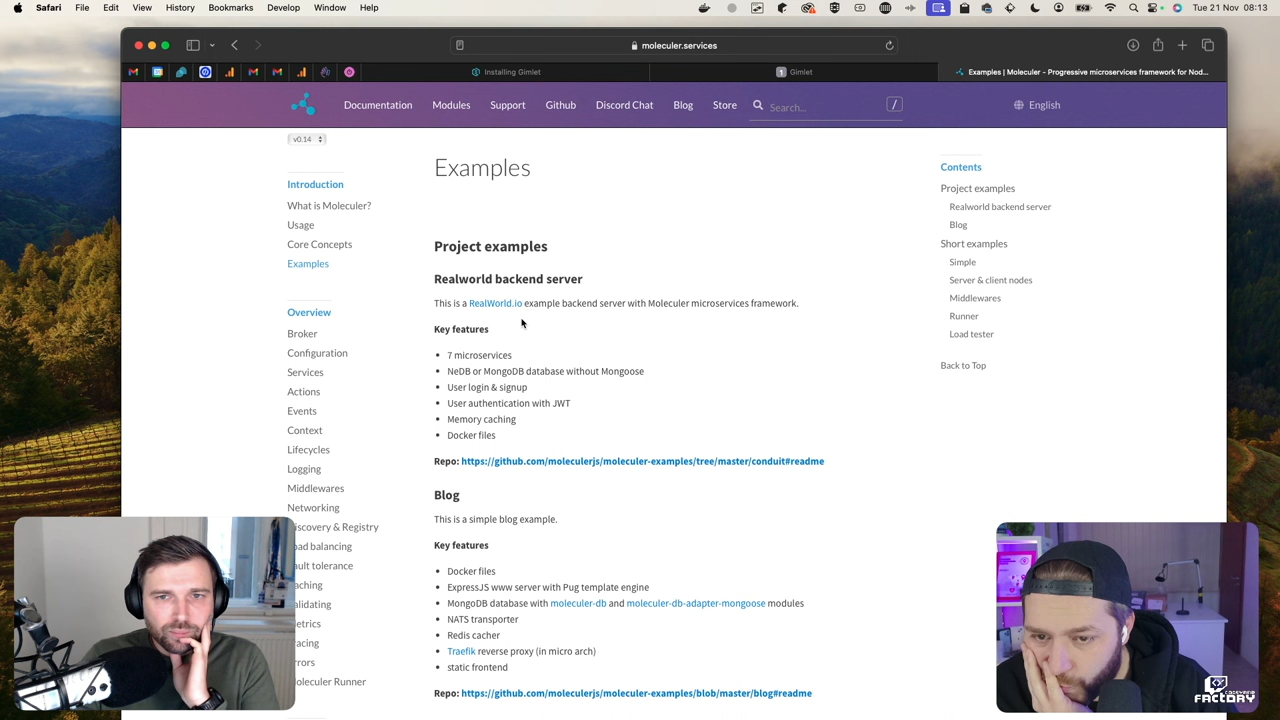 Safari File Edit View History Bookmarks Develop Window Help
Tue 21 Nov 08:13
moleculer.services
Installing Gimlet
1 Gimlet
Examples | Moleculer - Progressive microservices framework for Nod...
Documentation Modules Support Github Discord Chat Blog Store Search... / English
v0.14
Introduction
What is Moleculer?
Usage
Core Concepts
Examples
Overview
Broker
Configuration
Services
Actions
Events
Context
Lifecycles
Logging
Middlewares
Networking
iscovery & Registry
oad balancing
ult tolerance
aching
alidating
etrics
racing
rrors
oleculer Runner
Examples
Project examples
Realworld backend server
This is a RealWorld.io example backend server with Moleculer microservices framework.
Key features
7 microservices
NeDB or MongoDB database without Mongoose
User login & signup
User authentication with JWT
Memory caching
Docker files
Repo: https://github.com/moleculerjs/moleculer-examples/tree/master/conduit#readme
Blog
This is a simple blog example.
Key features
Docker files
ExpressJS www server with Pug template engine
MongoDB database with moleculer-db and moleculer-db-adapter-mongoose modules
NATS transporter
Redis cacher
Traefik reverse proxy (in micro arch)
static frontend
Repo: https://github.com/moleculerjs/moleculer-examples/blob/master/blog#readme
Contents
Project examples
Realworld backend server
Blog
Short examples
Simple
Server & client nodes
Middlewares
Runner
Load tester
Back to Top
FACTORY